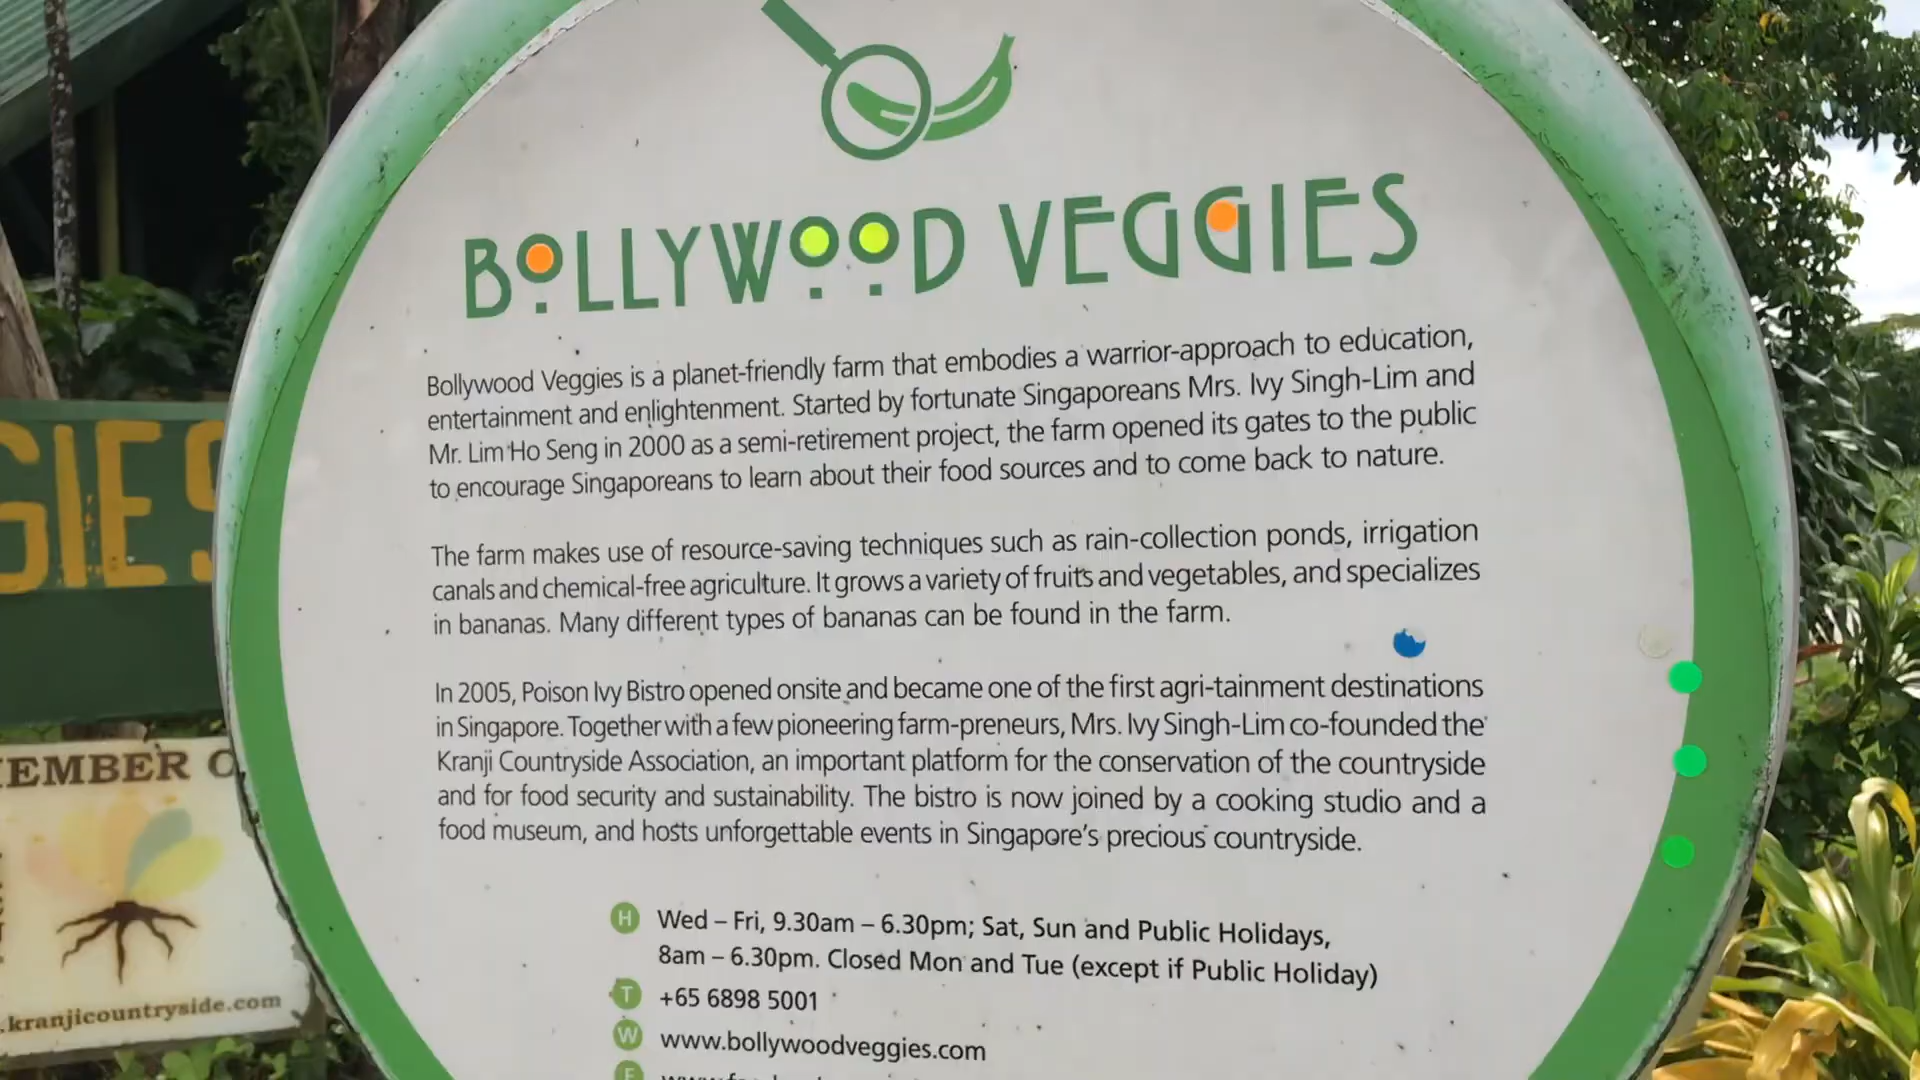 BOLLYWOOD VEGGIES
Bollywood Veggies is a planet-friendly farm that embodies a warrior-approach to education,
entertainment and enlightenment. Started by fortunate Singaporeans Mrs. Ivy Singh-Lim and
Mr. Lim Ho Seng in 2000 as a semi-retirement project, the farm opened its gates to the public
to encourage Singaporeans to learn about their food sources and to come back to nature.
The farm makes use of resource-saving techniques such as rain-collection ponds, irrigation
canals and chemical-free agriculture. It grows a variety of fruits and vegetables, and specializes
in bananas. Many different types of bananas can be found in the farm.
In 2005, Poison Ivy Bistro opened onsite and became one of the first agri-tainment destinations
in Singapore. Together with a few pioneering farm-preneurs, Mrs. Ivy Singh-Lim co-founded the
Kranji Countryside Association, an important platform for the conservation of the countryside
and for food security and sustainability. The bistro is now joined by a cooking studio and a
food museum, and hosts unforgettable events in Singapore's precious countryside.
H Wed – Fri, 9.30am – 6.30pm; Sat, Sun and Public Holidays,
8am – 6.30pm. Closed Mon and Tue (except if Public Holiday)
T +65 6898 5001
W www.bollywoodveggies.com
GIES
EMBER O
.kranjicountryside.com